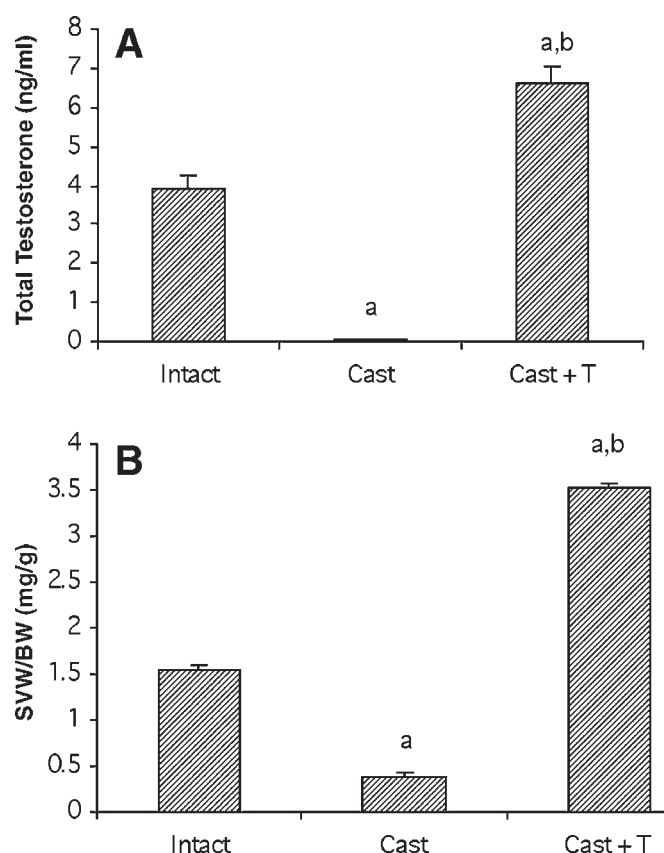 A
Total Testosterone (ng/ml)
8
7
6
5
4
3
2
1
0
a
a,b
Intact Cast Cast + T
B
SVW/BW (mg/g)
4
3.5
3
2.5
2
1.5
1
0.5
0
a
a,b
Intact Cast Cast + T